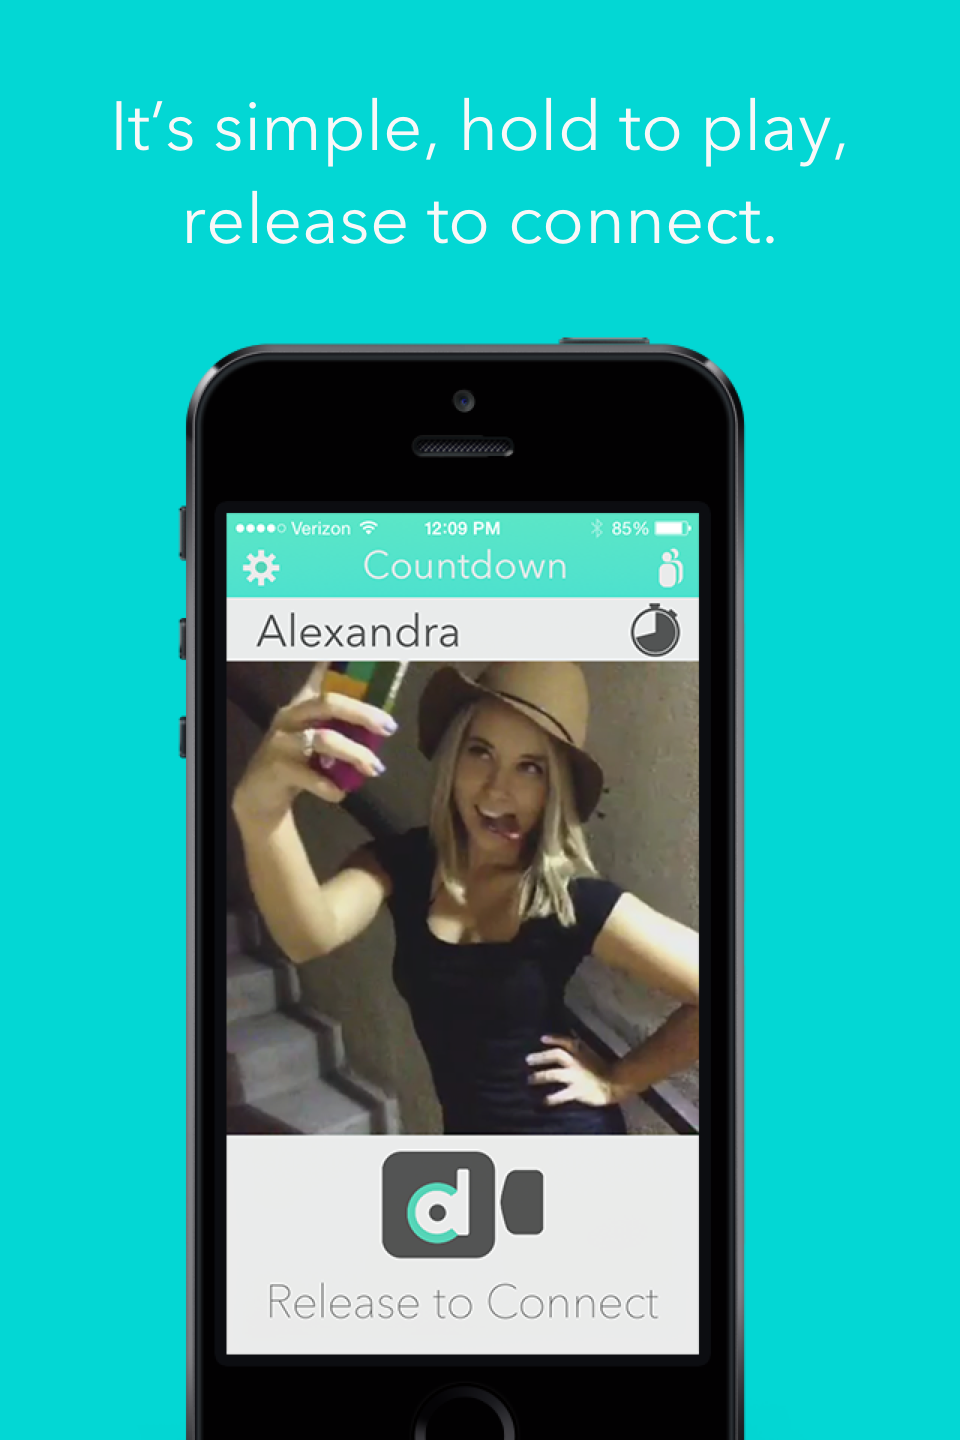 It’s simple, hold to play,
release to connect.
Verizon 12:09 PM 85%
Countdown
Alexandra
d
Release to Connect